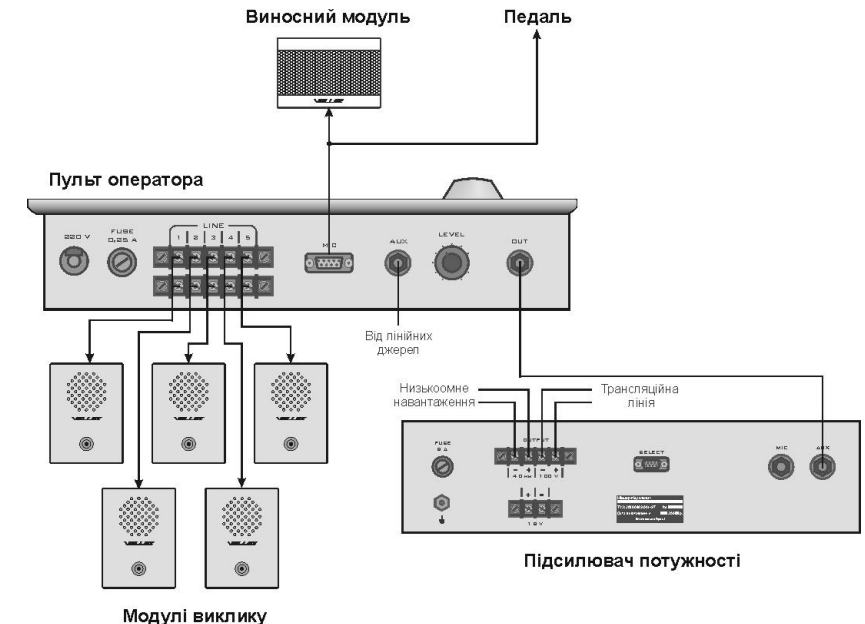 Виносний модуль
Педаль
Пульт оператора
220 V
FUSE
0,25 A
LINE
1 2 3 4 5
MIC
AUX
LEVEL
OUT
Від лінійних
джерел
Низькоомне
навантаження
Трансляційна
лінія
FUSE
OUTPUT
SELECT
MIC
AUX
− + − +
100 V
+ −
Підсилювач потужності
Модулі виклику